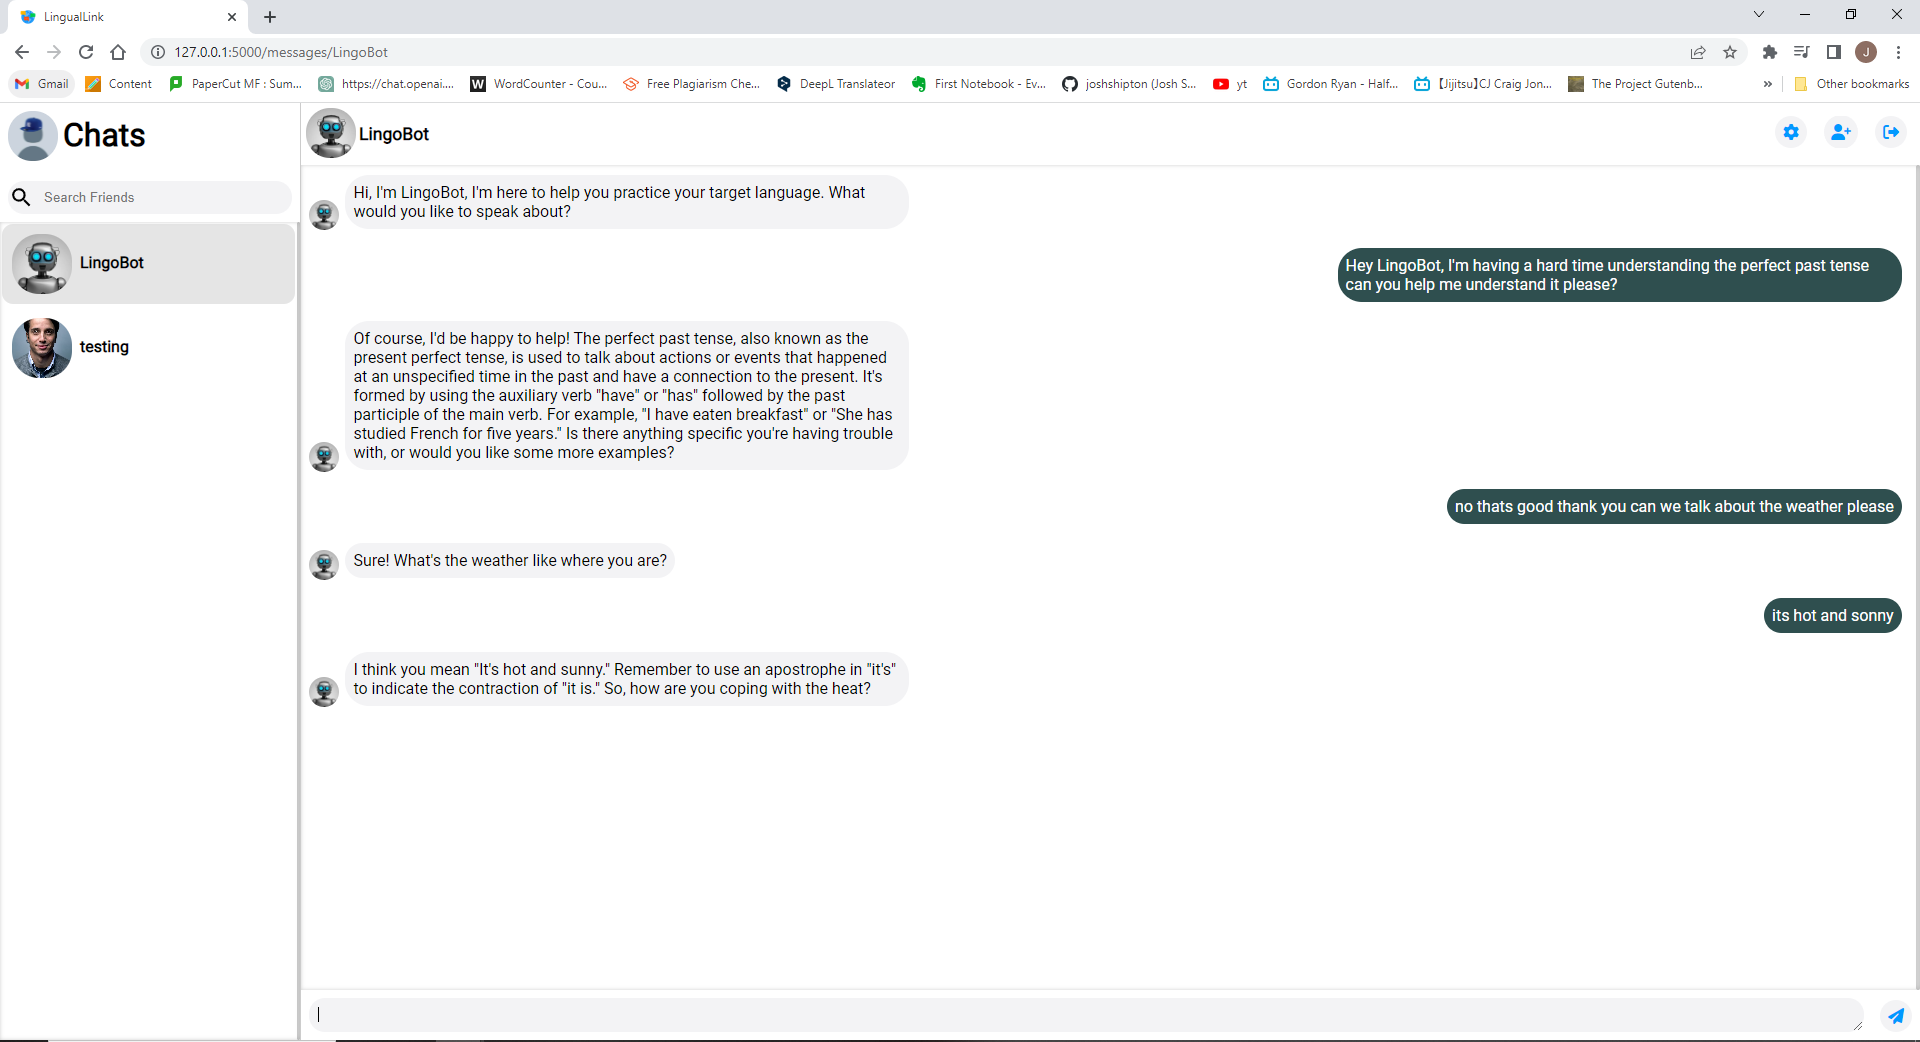 LingualLink
127.0.0.1:5000/messages/LingoBot
J
Gmail
Content
PaperCut MF : Sum...
https://chat.openai....
W
WordCounter - Cou...
Free Plagiarism Che...
DeepL Translateor
First Notebook - Ev...
joshshipton (Josh S...
yt
Gordon Ryan - Half...
【Jijitsu】CJ Craig Jon...
The Project Gutenb...
»
Other bookmarks
Chats
LingoBot
Search Friends
LingoBot
testing
Hi, I'm LingoBot, I'm here to help you practice your target language. What
would you like to speak about?
Hey LingoBot, I'm having a hard time understanding the perfect past tense
can you help me understand it please?
Of course, I'd be happy to help! The perfect past tense, also known as the
present perfect tense, is used to talk about actions or events that happened
at an unspecified time in the past and have a connection to the present. It's
formed by using the auxiliary verb "have" or "has" followed by the past
participle of the main verb. For example, "I have eaten breakfast" or "She has
studied French for five years." Is there anything specific you're having trouble
with, or would you like some more examples?
no thats good thank you can we talk about the weather please
Sure! What's the weather like where you are?
its hot and sonny
I think you mean "It's hot and sunny." Remember to use an apostrophe in "it's"
to indicate the contraction of "it is." So, how are you coping with the heat?